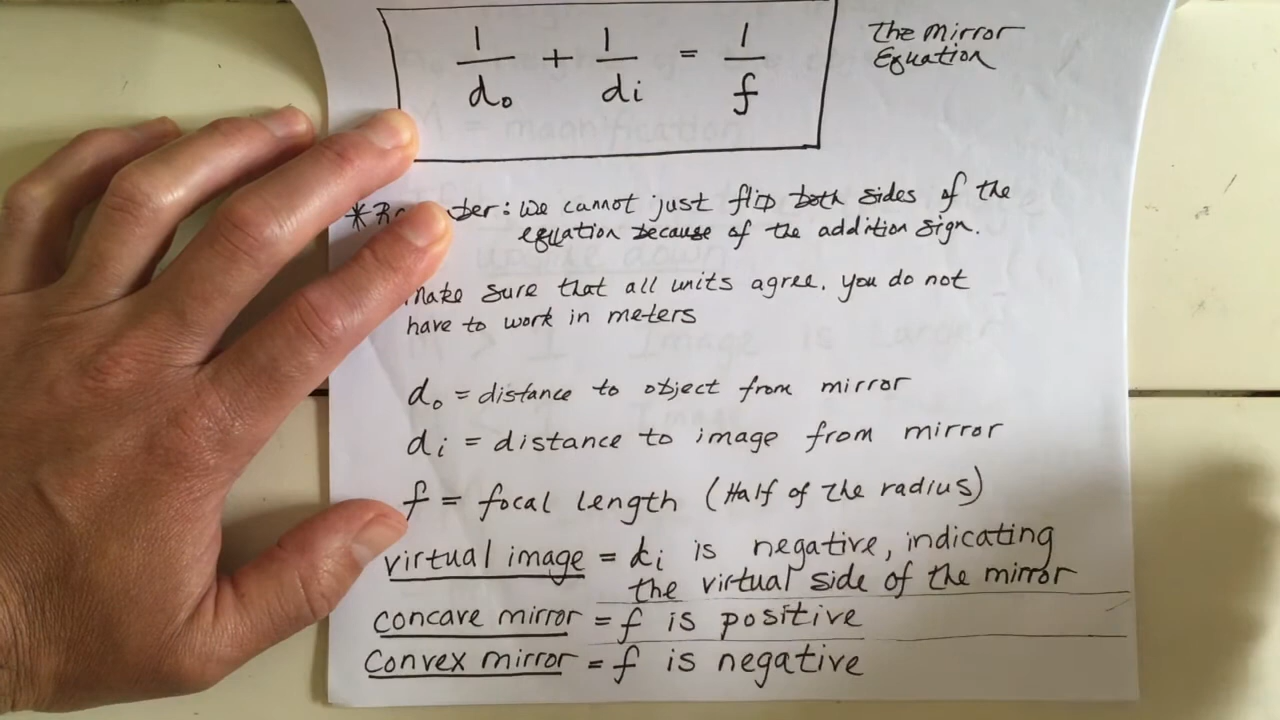 1/d₀ + 1/di = 1/f
The Mirror
Equation
*Re ber: We cannot just flip both sides of the
equation because of the addition sign.
Make sure that all units agree. You do not
have to work in meters
d₀ = distance to object from mirror
di = distance to image from mirror
f = focal length (Half of the radius)
virtual image = di is negative, indicating
the virtual side of the mirror
concave mirror = f is positive
Convex mirror = f is negative